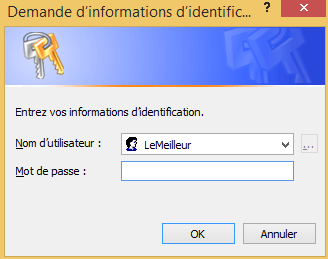 Demande d'informations d'identific...
?
Entrez vos informations d'identification.
Nom d'utilisateur : LeMeilleur ...
Mot de passe :
OK Annuler